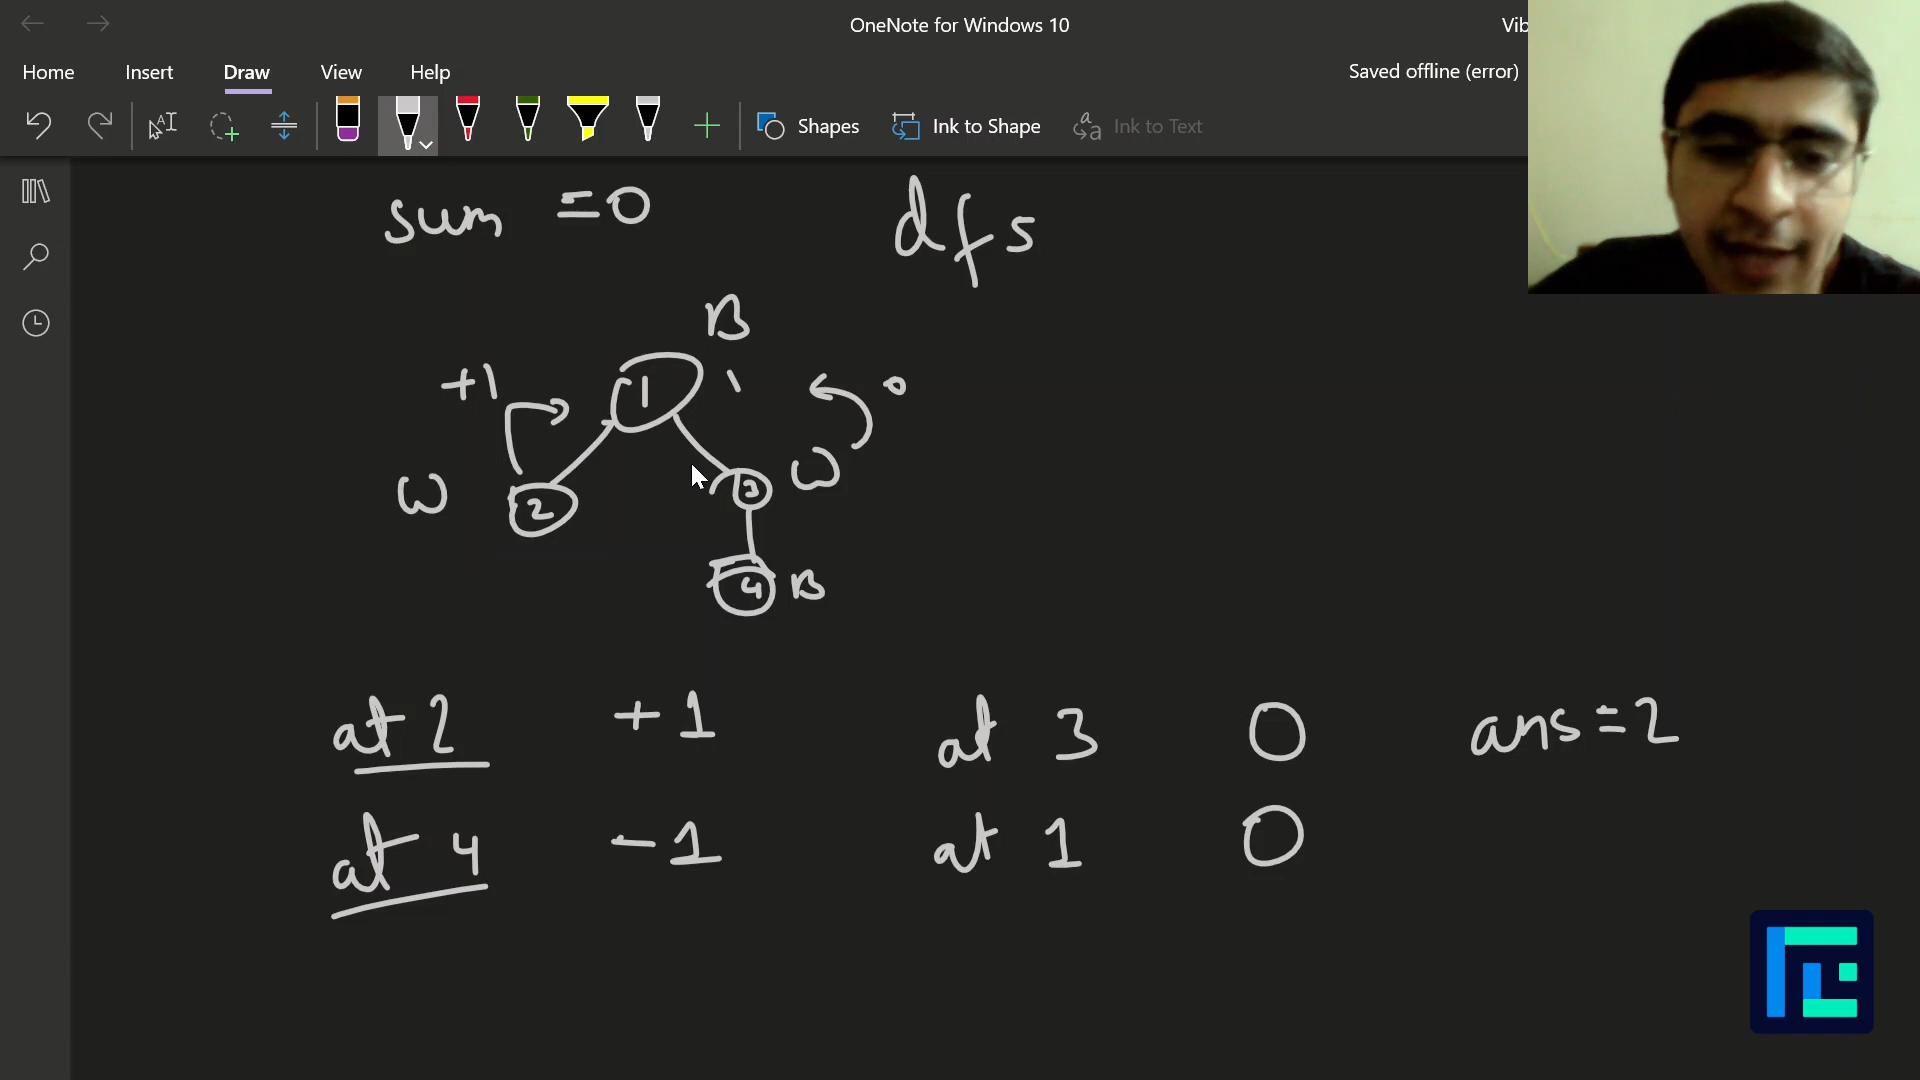 OneNote for Windows 10
Vib
Home Insert Draw View Help
Saved offline (error)
Shapes Ink to Shape Ink to Text
sum =0 dfs
B
+1 1 0
W 2 3 W
4 B
at 2 +1 at 3 0 ans=2
at 4 -1 at 1 0